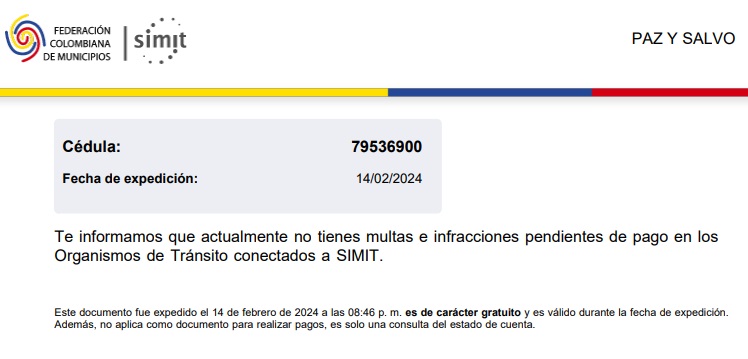 FEDERACIÓN
COLOMBIANA
DE MUNICIPIOS
simit
PAZ Y SALVO
Cédula: 79536900
Fecha de expedición: 14/02/2024
Te informamos que actualmente no tienes multas e infracciones pendientes de pago en los
Organismos de Tránsito conectados a SIMIT.
Este documento fue expedido el 14 de febrero de 2024 a las 08:46 p. m. es de carácter gratuito y es válido durante la fecha de expedición.
Además, no aplica como documento para realizar pagos, es solo una consulta del estado de cuenta.